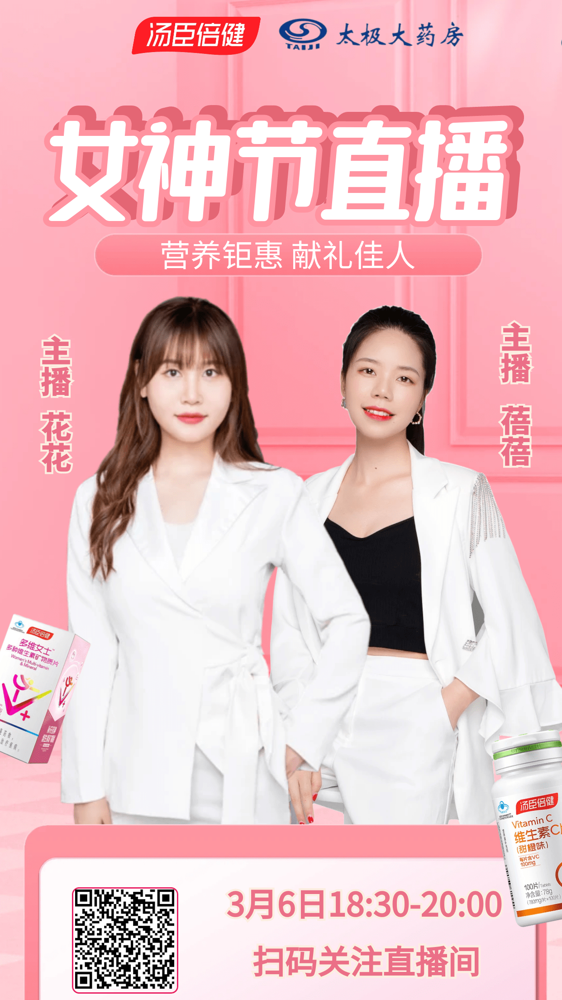 汤臣倍健
TAIJI
太极大药房
女神节直播
营养钜惠 献礼佳人
主播 花花
主播 蓓蓓
汤臣倍健
多维女士™
多种维生素矿物质片
Women's Multi-vitamin
& Mineral
汤臣倍健
Vitamin C
维生素C
(甜橙味)
每片含VC
100mg
100片/Tablets
净含量:78g
(780mg/片×100片)
3月6日18:30-20:00
扫码关注直播间